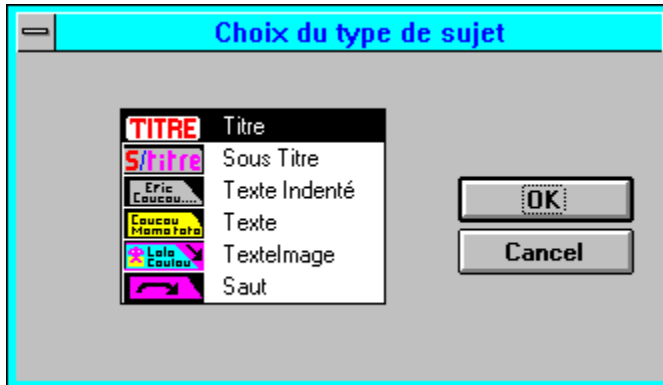 Choix du type de sujet
TITRE Titre
S/titre Sous Titre
Eric
Coucou.... Texte Indenté
Coucou
Momo toto Texte
Lolo
Coulou TexteImage
Saut
OK
Cancel